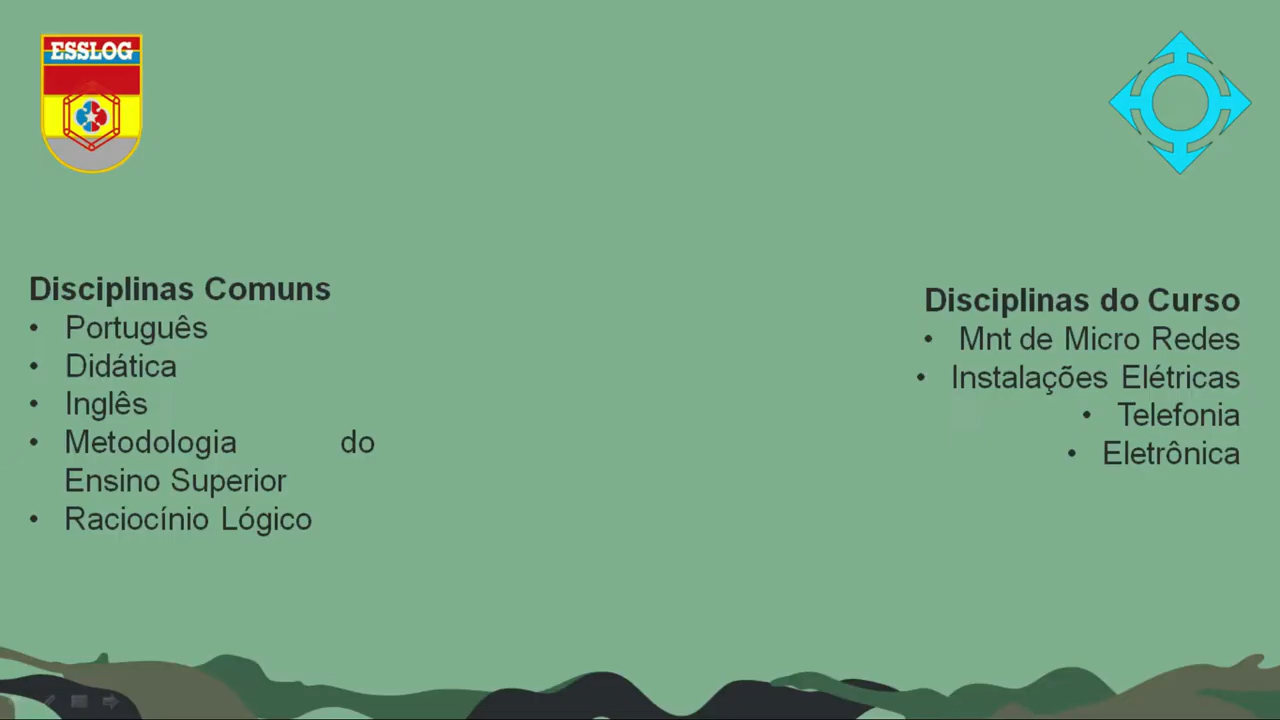 ESSLOG
Disciplinas Comuns
• Português
• Didática
• Inglês
• Metodologia do
Ensino Superior
• Raciocínio Lógico
Disciplinas do Curso
• Mnt de Micro Redes
• Instalações Elétricas
• Telefonia
• Eletrônica